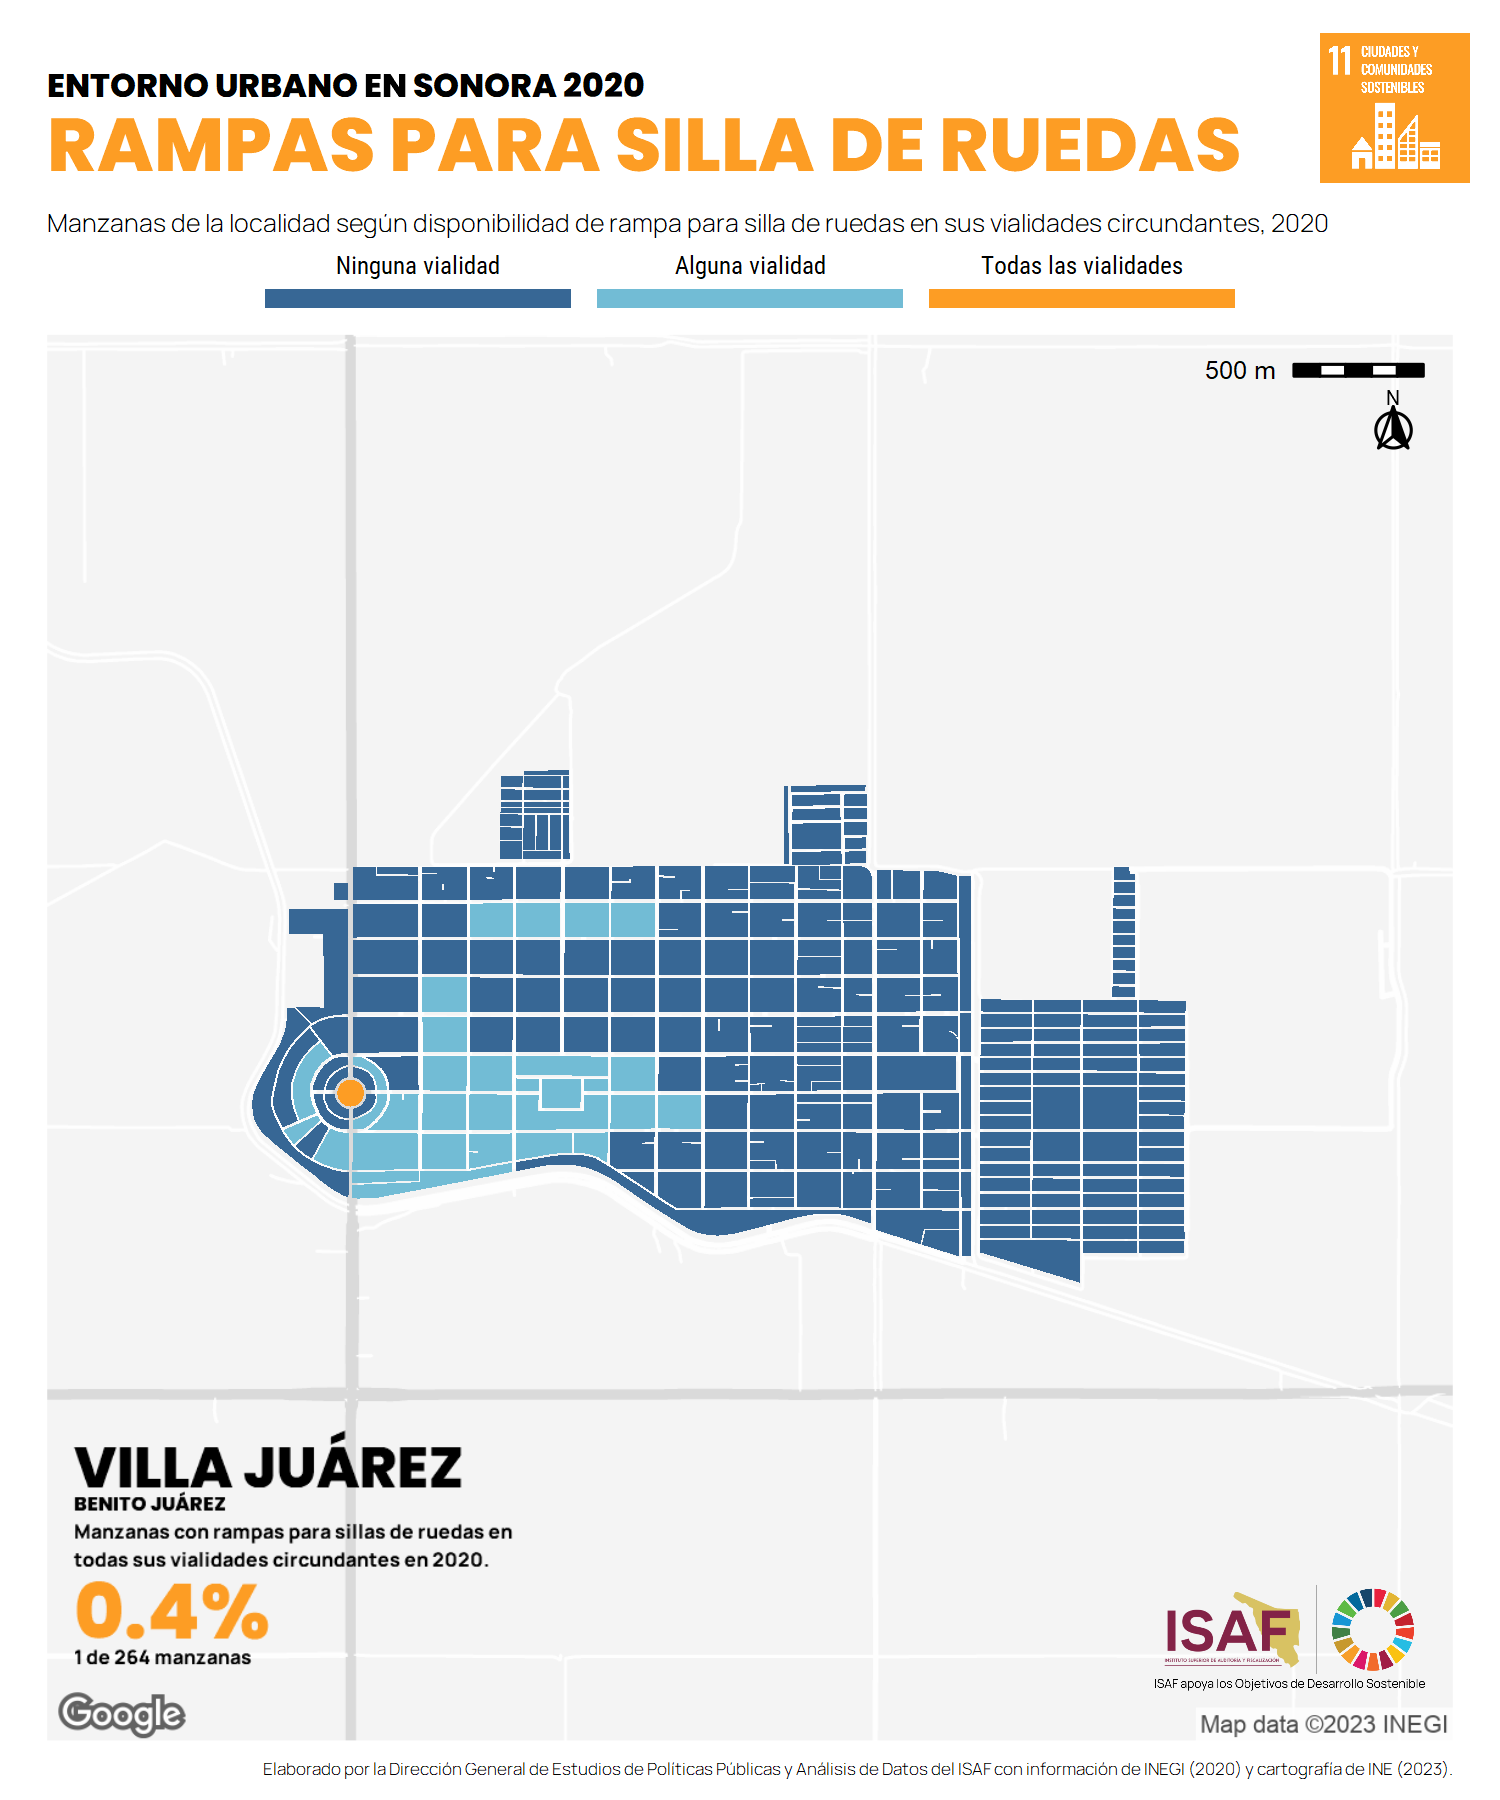 11 CIUDADES Y
COMUNIDADES
SOSTENIBLES
ENTORNO URBANO EN SONORA 2020
RAMPAS PARA SILLA DE RUEDAS
Manzanas de la localidad según disponibilidad de rampa para silla de ruedas en sus vialidades circundantes, 2020
Ninguna vialidad
Alguna vialidad
Todas las vialidades
500 m
N
VILLA JUÁREZ
BENITO JUÁREZ
Manzanas con rampas para sillas de ruedas en
todas sus vialidades circundantes en 2020.
0.4%
1 de 264 manzanas
ISAF
INSTITUTO SUPERIOR DE AUDITORÍA Y FISCALIZACIÓN
ISAF apoya los Objetivos de Desarrollo Sostenible
Google
Map data ©2023 INEGI
Elaborado por la Dirección General de Estudios de Políticas Públicas y Análisis de Datos del ISAF con información de INEGI (2020) y cartografía de INE (2023).